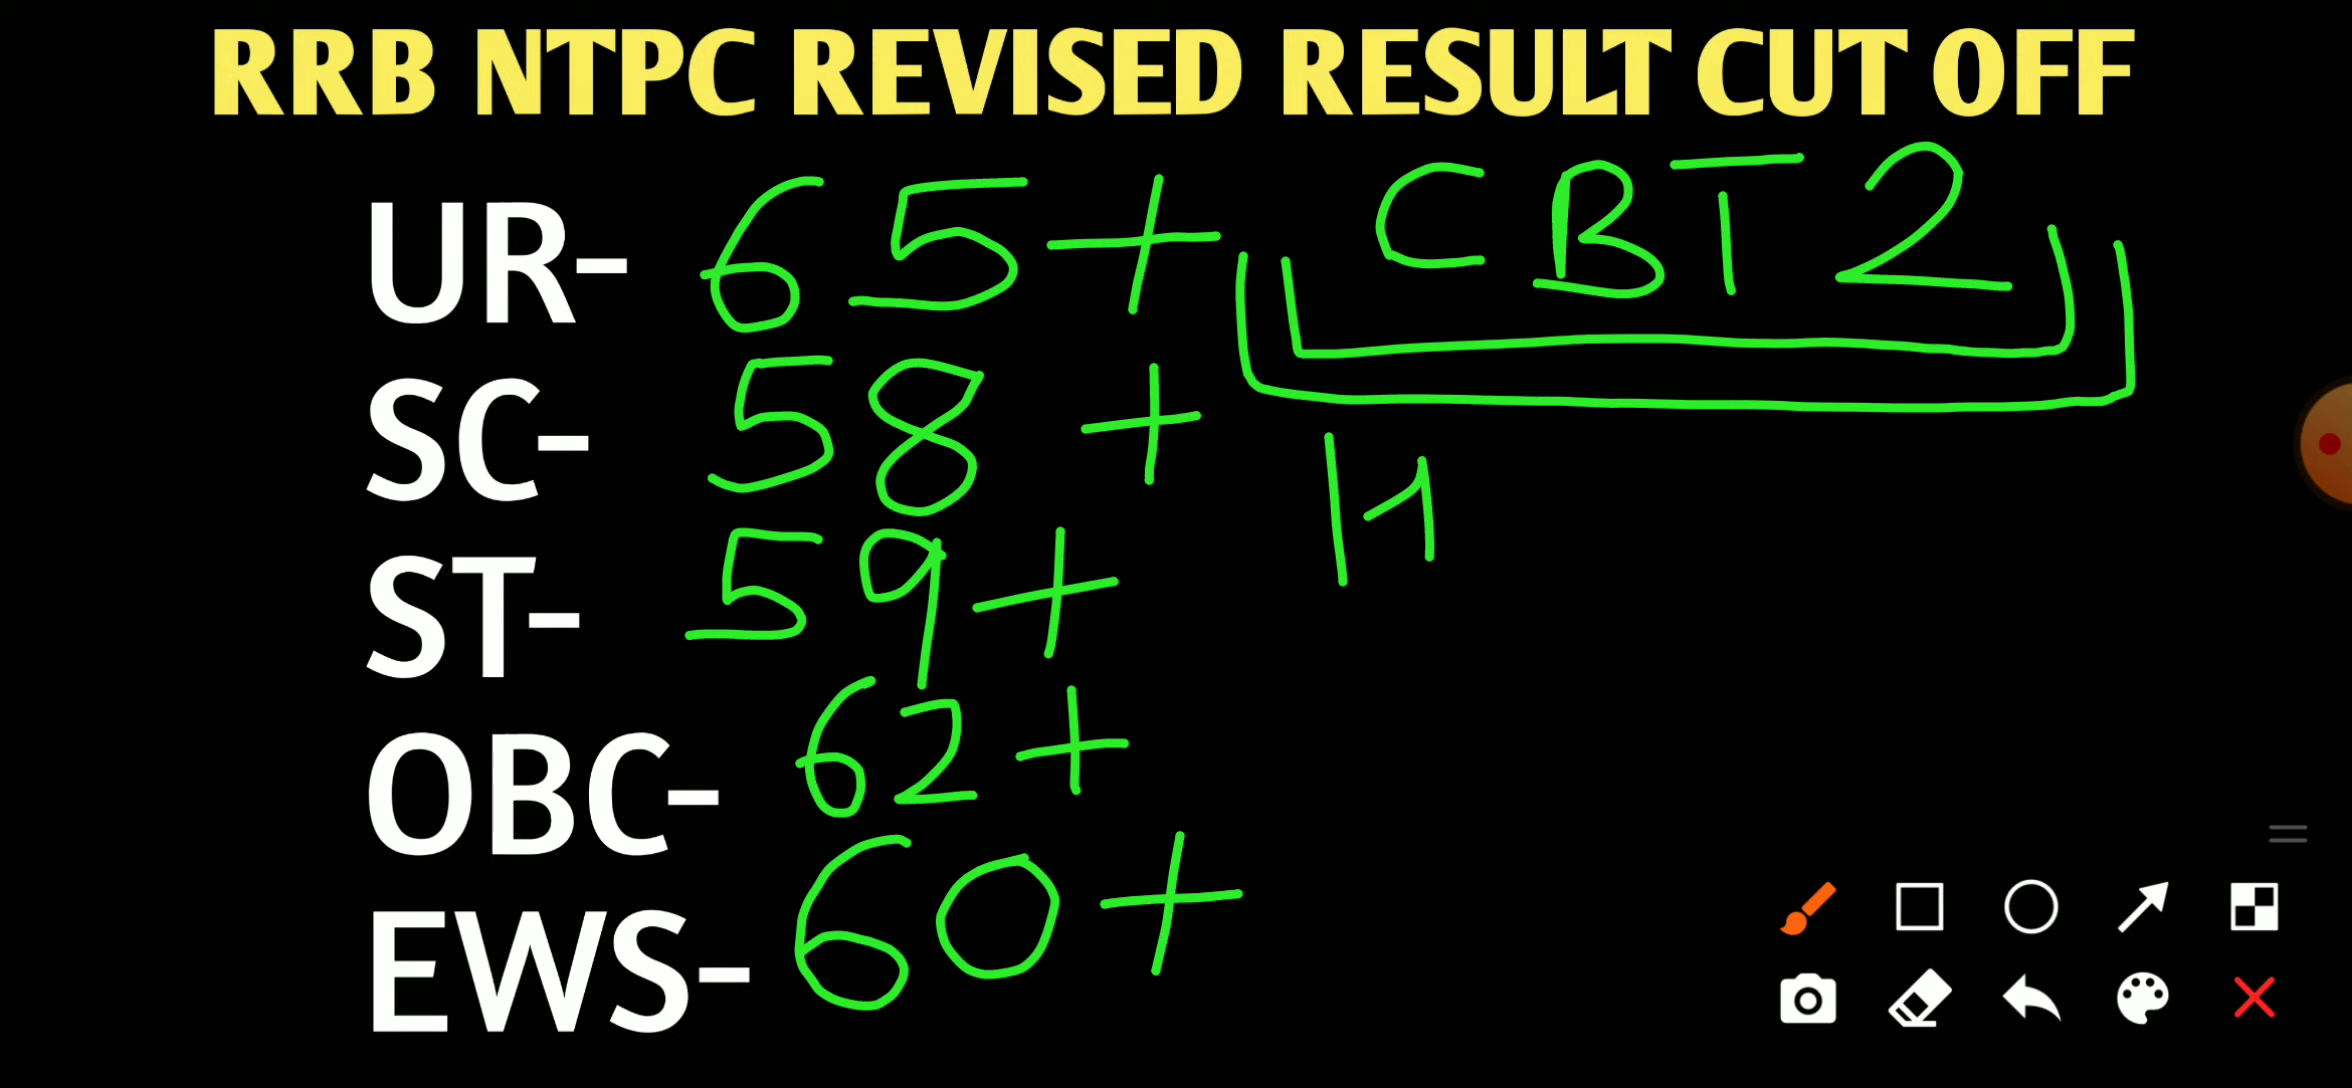 RRB NTPC REVISED RESULT CUT OFF
UR- 65+ CBT2
SC- 58+
ST- 59+
OBC- 62+
EWS- 60+